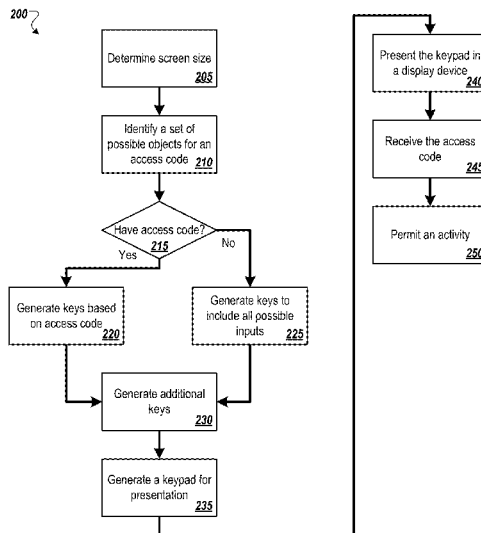 200
Determine screen size
205
Identify a set of
possible objects for an
access code
210
Have access code?
215
Yes
No
Generate keys based
on access code
220
Generate keys to
include all possible
inputs
225
Generate additional
keys
230
Generate a keypad for
presentation
235
Present the keypad in
a display device
240
Receive the access
code
245
Permit an activity
250